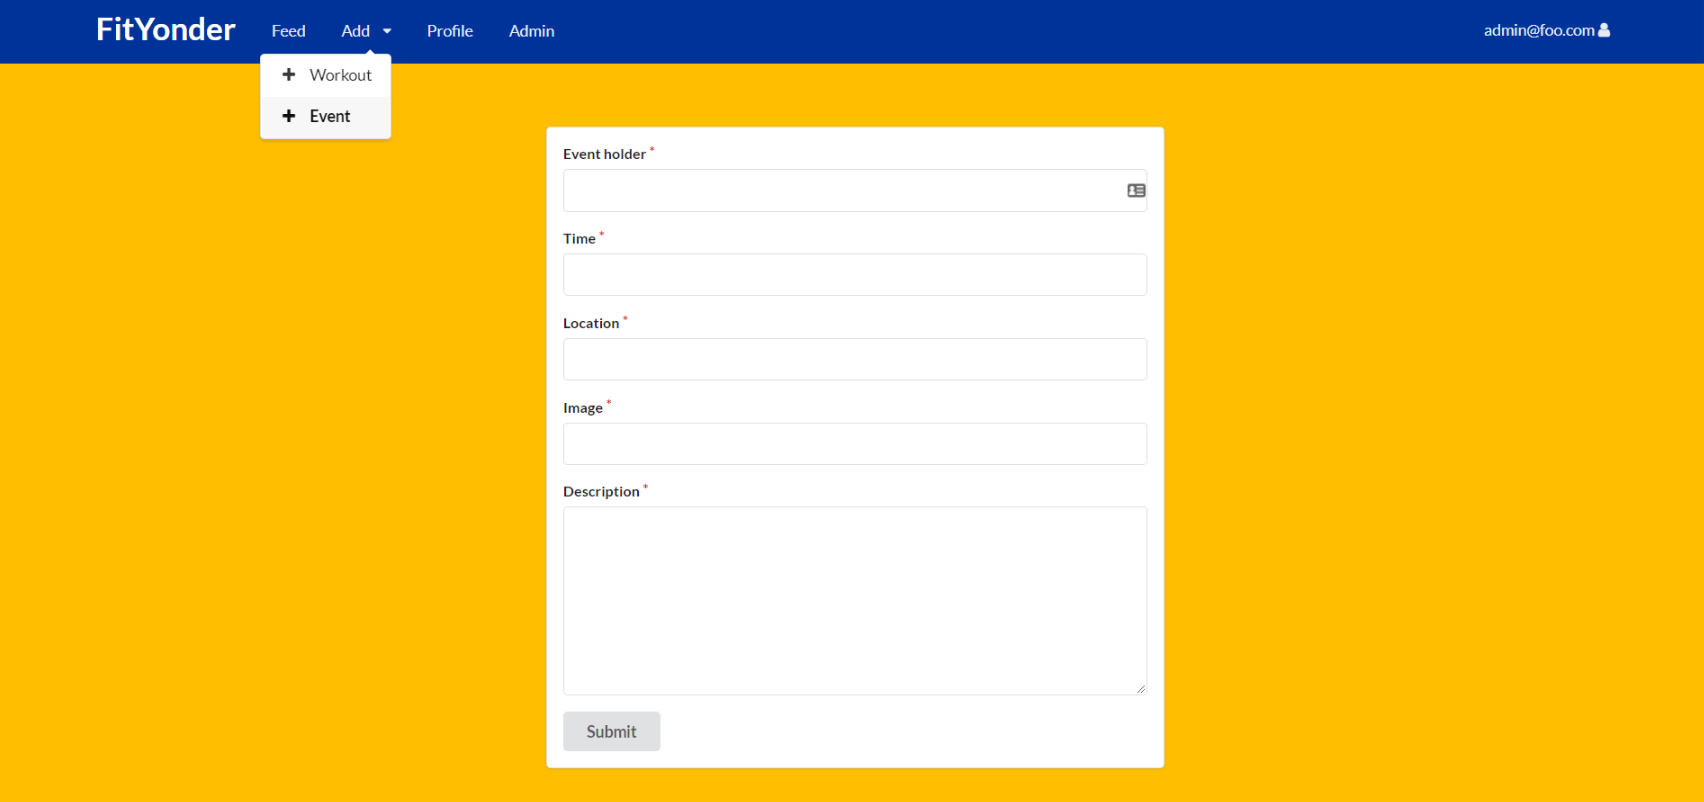 FitYonder Feed Add Profile Admin admin@foo.com
Workout
Event
Event holder *
Time *
Location *
Image *
Description *
Submit